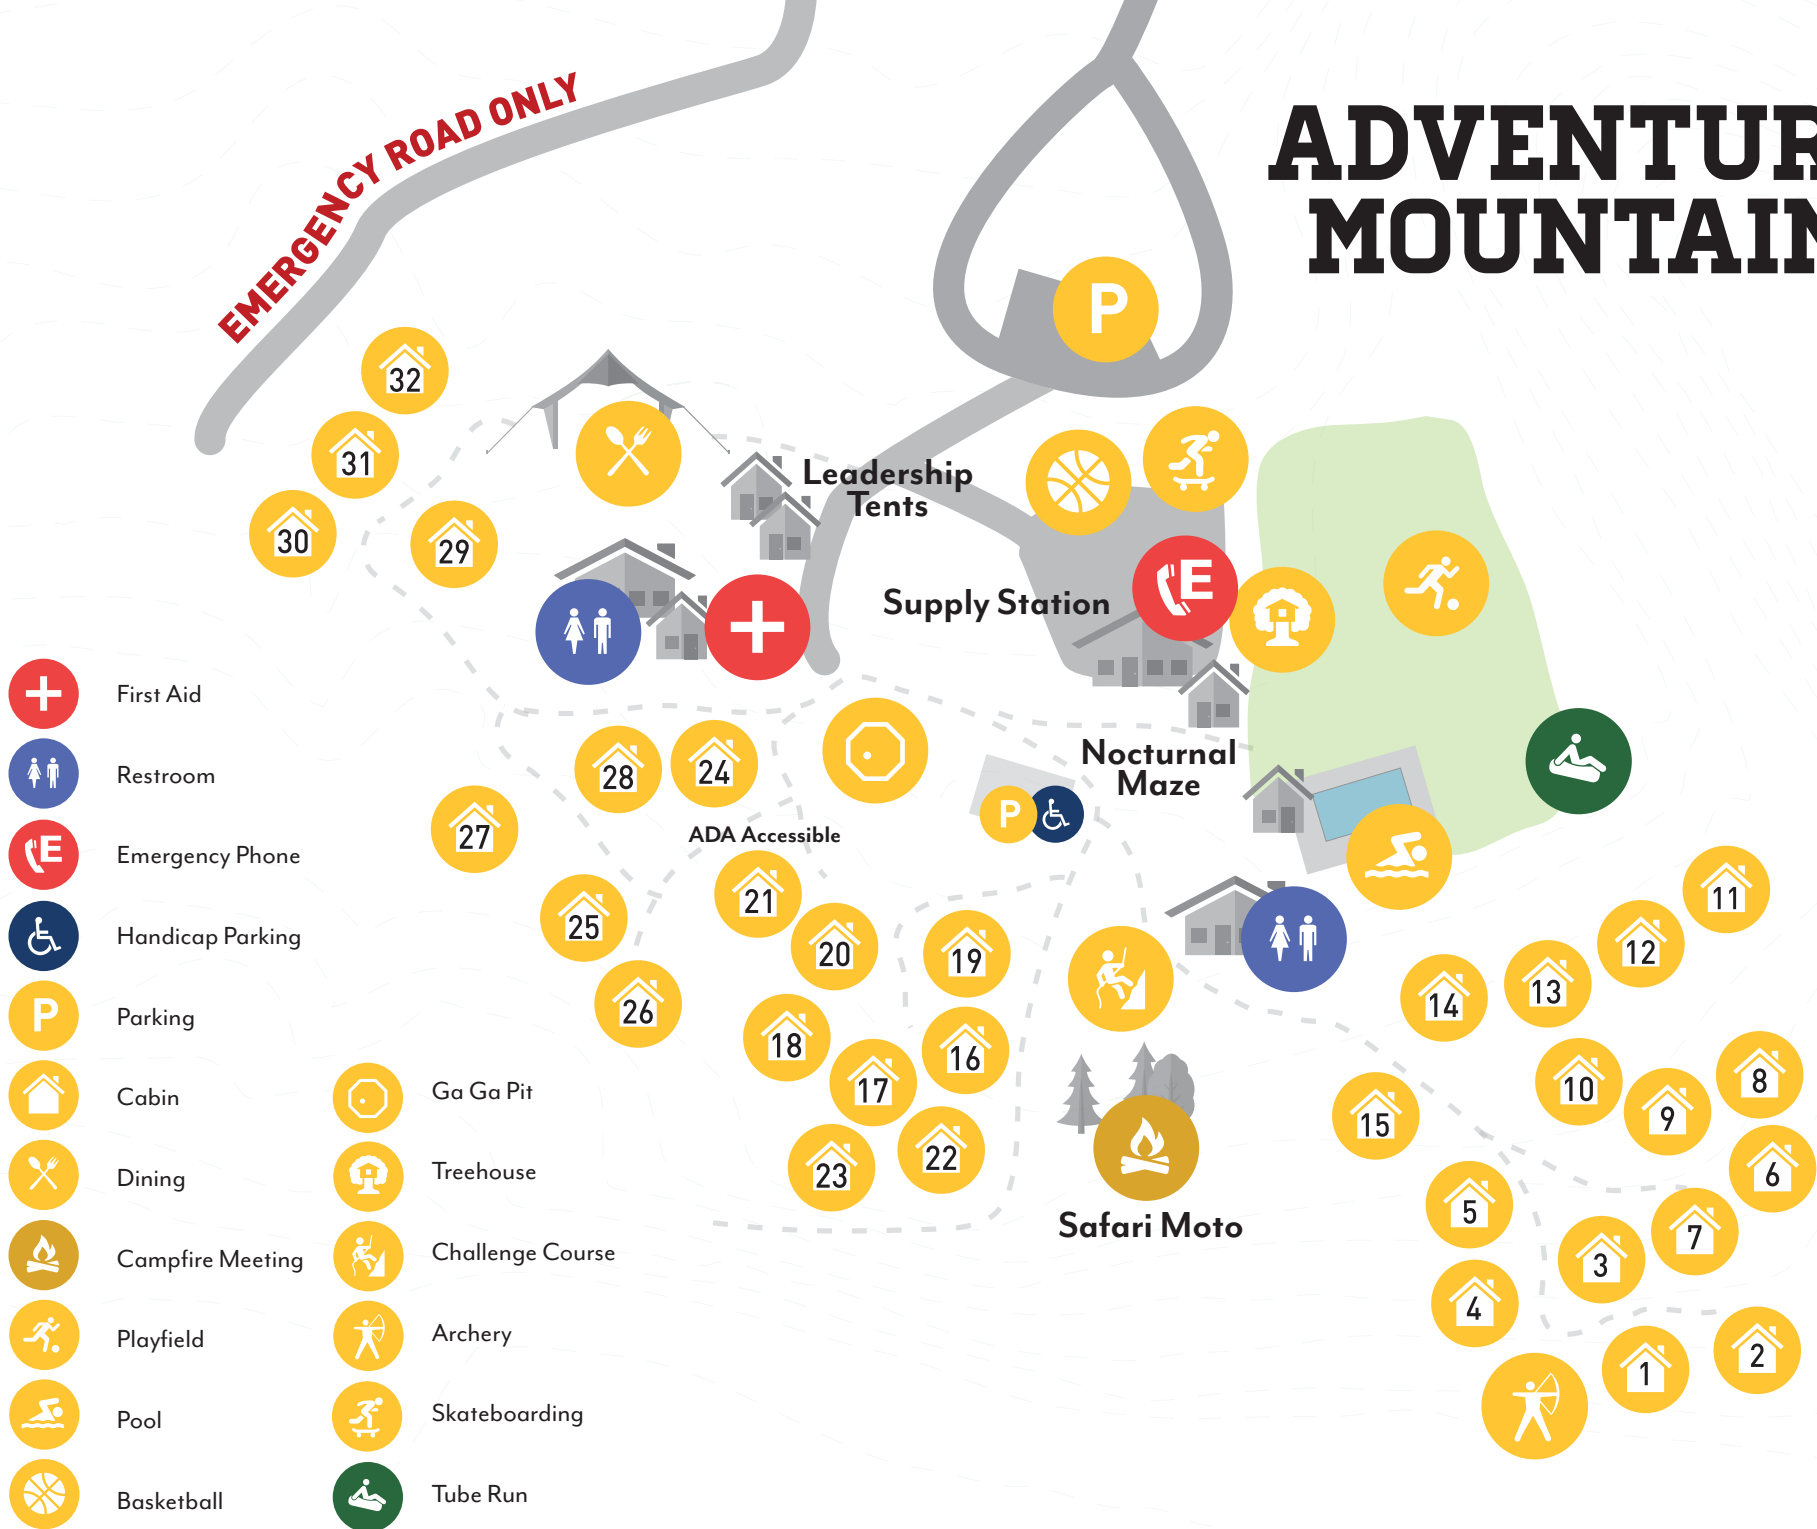 EMERGENCY ROAD ONLY
ADVENTUR
MOUNTAIN
P
32
31
30
29
Leadership
Tents
Supply Station
E
28
24
27
Nocturnal
Maze
P
ADA Accessible
21
25
20
19
26
18
17
16
23
22
11
12
13
14
15
10
9
8
6
5
7
3
4
1
2
Safari Moto
First Aid
Restroom
E
Emergency Phone
Handicap Parking
P
Parking
Cabin
Dining
Campfire Meeting
Playfield
Pool
Basketball
Ga Ga Pit
Treehouse
Challenge Course
Archery
Skateboarding
Tube Run